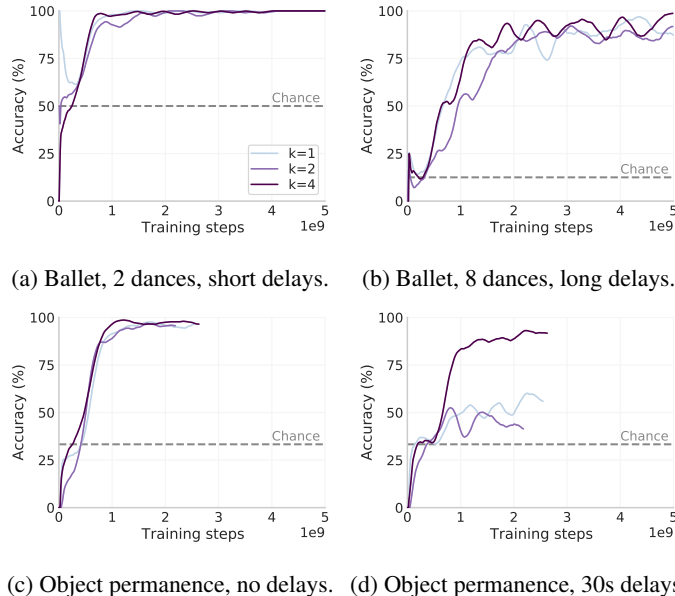 100
75
50
25
0
Accuracy (%)
Chance
k=1
k=2
k=4
0 1 2 3 4 5
Training steps
1e9
(a) Ballet, 2 dances, short delays.
100
75
50
25
0
Accuracy (%)
Chance
0 1 2 3 4 5
Training steps
1e9
(b) Ballet, 8 dances, long delays.
100
75
50
25
0
Accuracy (%)
Chance
0 1 2 3 4 5
Training steps
1e9
(c) Object permanence, no delays.
100
75
50
25
0
Accuracy (%)
Chance
0 1 2 3 4 5
Training steps
1e9
(d) Object permanence, 30s delays